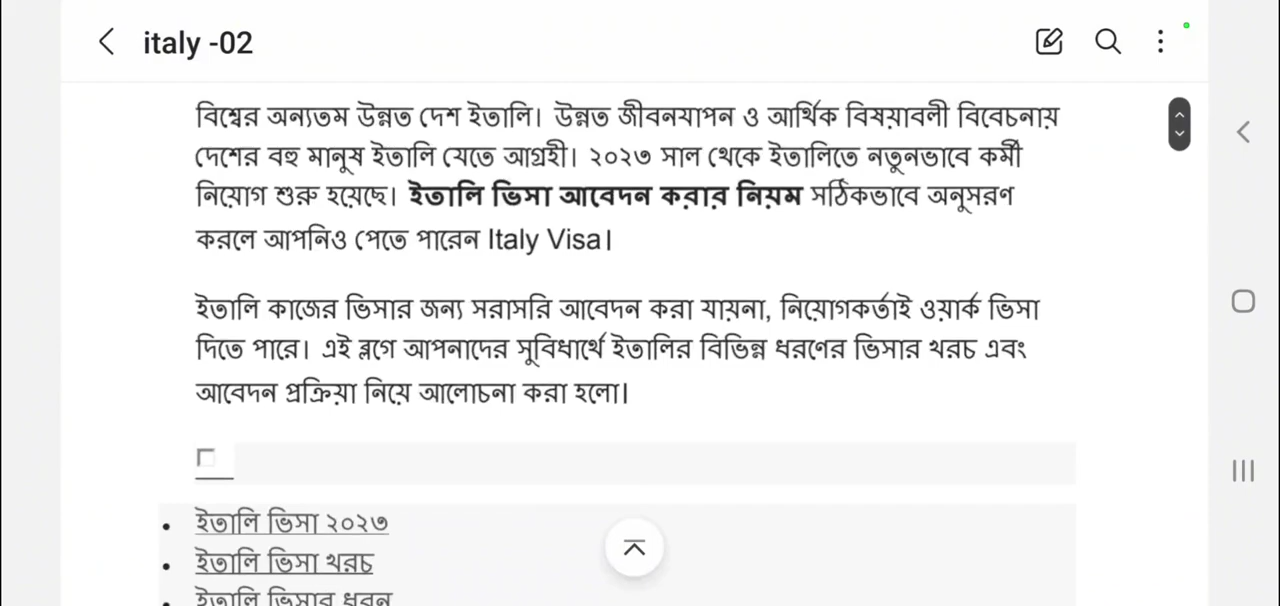 italy -02
বিশ্বের অন্যতম উন্নত দেশ ইতালি। উন্নত জীবনযাপন ও আর্থিক বিষয়াবলী বিবেচনায়
দেশের বহু মানুষ ইতালি যেতে আগ্রহী। ২০২৩ সাল থেকে ইতালিতে নতুনভাবে কর্মী
নিয়োগ শুরু হয়েছে। ইতালি ভিসা আবেদন করার নিয়ম সঠিকভাবে অনুসরণ
করলে আপনিও পেতে পারেন Italy Visa।
ইতালি কাজের ভিসার জন্য সরাসরি আবেদন করা যায়না, নিয়োগকর্তাই ওয়ার্ক ভিসা
দিতে পারে। এই ব্লগে আপনাদের সুবিধার্থে ইতালির বিভিন্ন ধরণের ভিসার খরচ এবং
আবেদন প্রক্রিয়া নিয়ে আলোচনা করা হলো।
ইতালি ভিসা ২০২৩
ইতালি ভিসা খরচ
ইতালি ভিসার ধরন